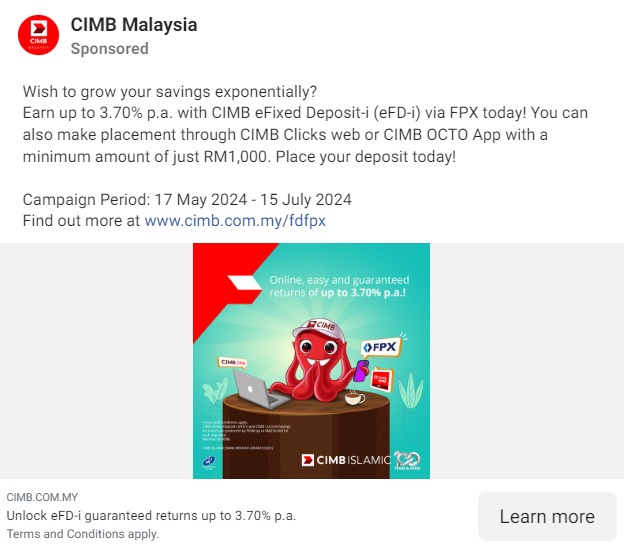 CIMB Malaysia
Sponsored
Wish to grow your savings exponentially?
Earn up to 3.70% p.a. with CIMB eFixed Deposit-i (eFD-i) via FPX today! You can
also make placement through CIMB Clicks web or CIMB OCTO App with a
minimum amount of just RM1,000. Place your deposit today!
Campaign Period: 17 May 2024 - 15 July 2024
Find out more at www.cimb.com.my/fdfpx
Online, easy and guaranteed
returns of up to 3.70% p.a.!
CIMB
FPX
CIMB
Terms and Conditions apply.
CIMB ISLAMIC
CIMB.COM.MY
Unlock eFD-i guaranteed returns up to 3.70% p.a.
Terms and Conditions apply.
Learn more